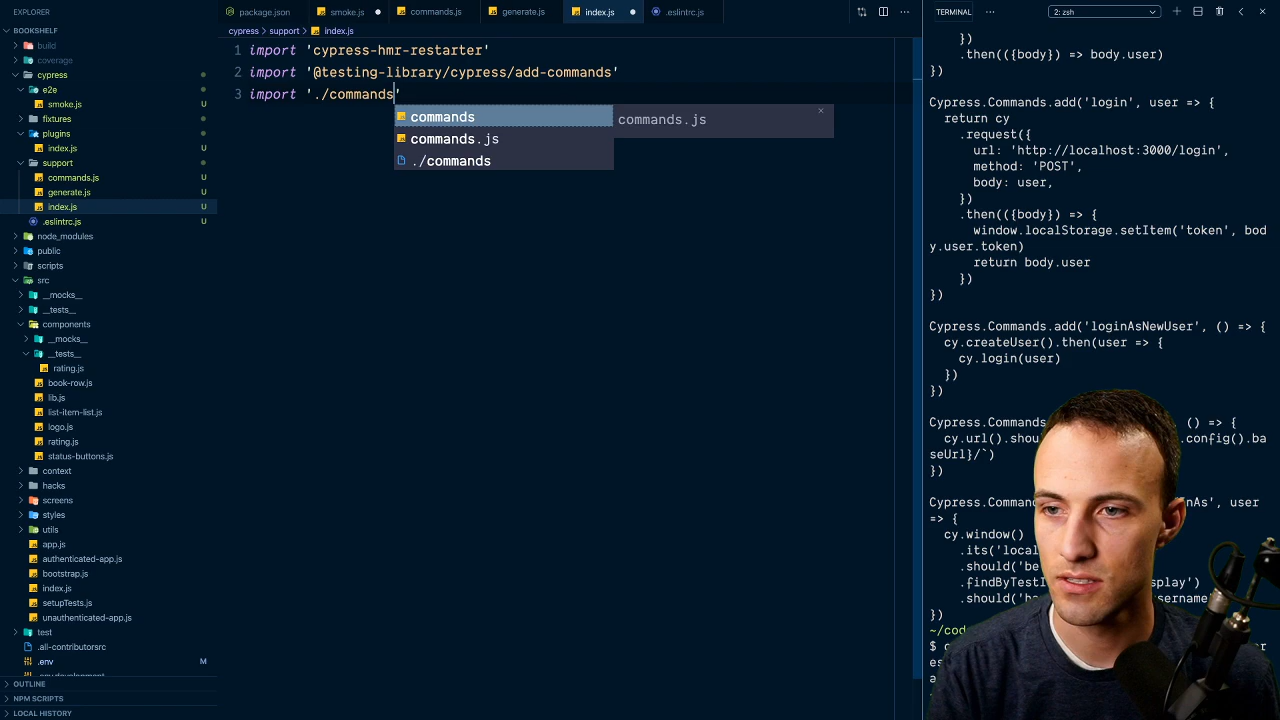 EXPLORER
BOOKSHELF
build
coverage
cypress
e2e
smoke.js U
fixtures
plugins
index.js U
support
commands.js U
generate.js U
index.js U
.eslintrc.js U
node_modules
public
scripts
src
__mocks__
__tests__
components
__mocks__
__tests__
rating.js
book-row.js
lib.js
list-item-list.js
logo.js
rating.js
status-buttons.js
context
hacks
screens
styles
utils
app.js
authenticated-app.js
bootstrap.js
index.js
setupTests.js
unauthenticated-app.js
test
.all-contributorsrc
.env M
OUTLINE
NPM SCRIPTS
LOCAL HISTORY
package.json smoke.js commands.js generate.js index.js .eslintrc.js
cypress > support > index.js
1 import 'cypress-hmr-restarter'
2 import '@testing-library/cypress/add-commands'
3 import './commands'
commands commands.js
commands.js
./commands
TERMINAL ··· 2: zsh
})
.then(({body}) => body.user)
})
Cypress.Commands.add('login', user => {
return cy
.request({
url: 'http://localhost:3000/login',
method: 'POST',
body: user,
})
.then(({body}) => {
window.localStorage.setItem('token', bod
y.user.token)
return body.user
})
})
Cypress.Commands.add('loginAsNewUser', () => {
cy.createUser().then(user => {
cy.login(user)
})
})
Cypress.Commands () => {
cy.url().shou .config().ba
seUrl}/`)
})
Cypress.Comman nAs', user
=> {
cy.window()
.its('local
.should('be
.findByTestI splay')
.should('ha username
})
~/cod
$ c